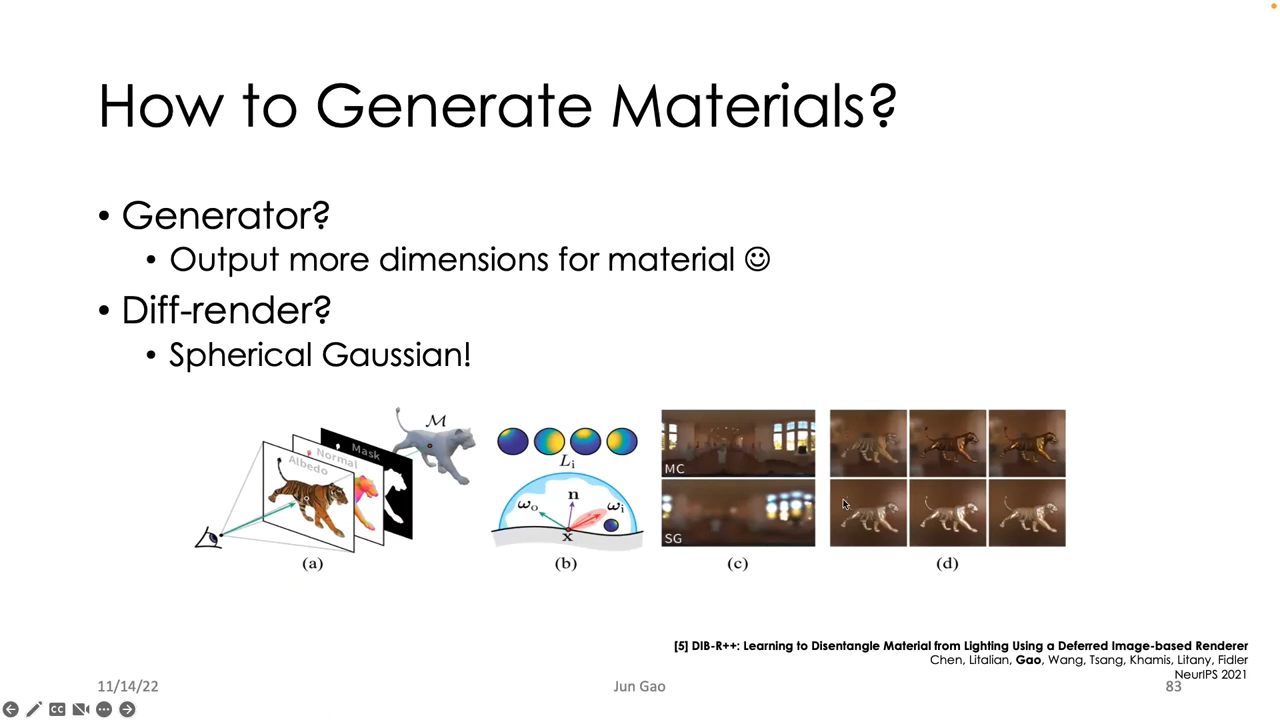 How to Generate Materials?
• Generator?
• Output more dimensions for material ☺
• Diff-render?
• Spherical Gaussian!
Albedo
Normal
Mask
M
(a)
Lᵢ
n
ωₒ
ωᵢ
x
(b)
MC
SG
(c)
(d)
[5] DIB-R++: Learning to Disentangle Material from Lighting Using a Deferred Image-based Renderer
Chen, Litalian, Gao, Wang, Tsang, Khamis, Litany, Fidler
NeurIPS 2021
11/14/22
Jun Gao
83
CC